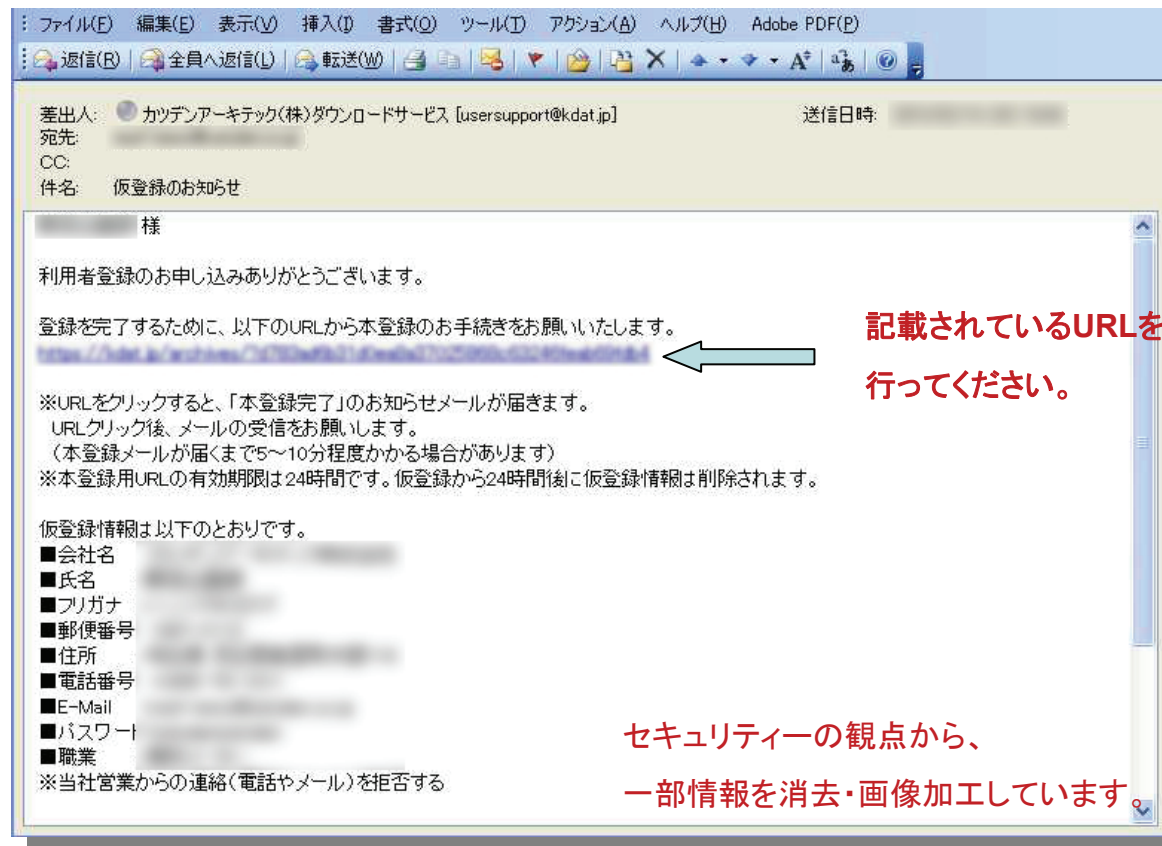 ファイル(F) 編集(E) 表示(V) 挿入(I) 書式(O) ツール(T) アクション(A) ヘルプ(H) Adobe PDF(P)
返信(R) 全員へ返信(L) 転送(W)
差出人: カツデンアーキテック(株)ダウンロードサービス [usersupport@kdat.jp] 送信日時:
宛先:
CC:
件名: 仮登録のお知らせ
様
利用者登録のお申し込みありがとうございます。
登録を完了するために、以下のURLから本登録のお手続きをお願いいたします。
記載されているURLを
行ってください。
※URLをクリックすると、「本登録完了」のお知らせメールが届きます。
URLクリック後、メールの受信をお願いします。
(本登録メールが届くまで5～10分程度かかる場合があります)
※本登録用URLの有効期限は24時間です。仮登録から24時間後に仮登録情報は削除されます。
仮登録情報は以下のとおりです。
■会社名
■氏名
■フリガナ
■郵便番号
■住所
■電話番号
■E-Mail
■パスワード
■職業
※当社営業からの連絡(電話やメール)を拒否する
セキュリティーの観点から、
一部情報を消去・画像加工しています。